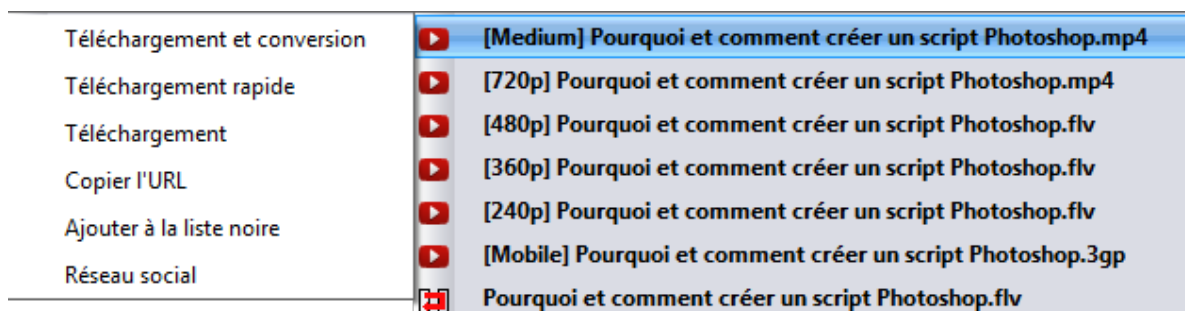 Téléchargement et conversion
Téléchargement rapide
Téléchargement
Copier l'URL
Ajouter à la liste noire
Réseau social
[Medium] Pourquoi et comment créer un script Photoshop.mp4
[720p] Pourquoi et comment créer un script Photoshop.mp4
[480p] Pourquoi et comment créer un script Photoshop.flv
[360p] Pourquoi et comment créer un script Photoshop.flv
[240p] Pourquoi et comment créer un script Photoshop.flv
[Mobile] Pourquoi et comment créer un script Photoshop.3gp
Pourquoi et comment créer un script Photoshop.flv